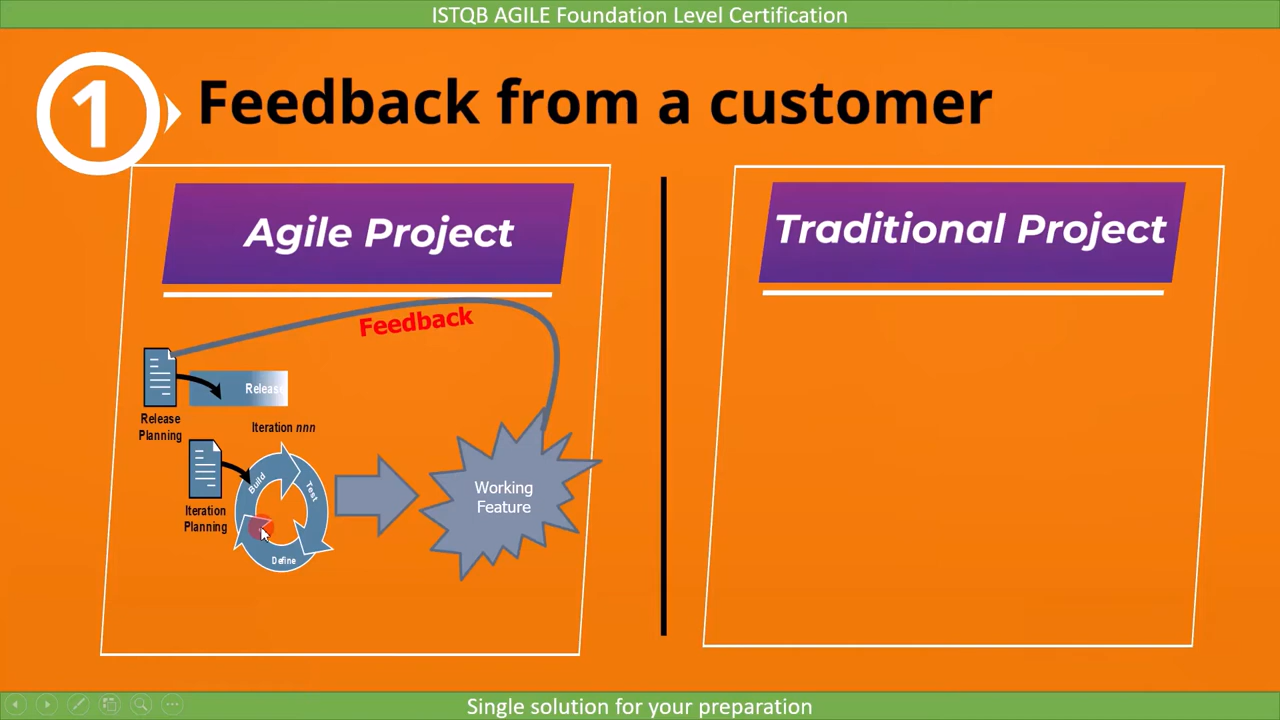 ISTQB AGILE Foundation Level Certification
1
Feedback from a customer
Agile Project
Feedback
Release
Planning
Iteration nnn
Iteration
Planning
Build
Test
Define
Working
Feature
Traditional Project
Single solution for your preparation